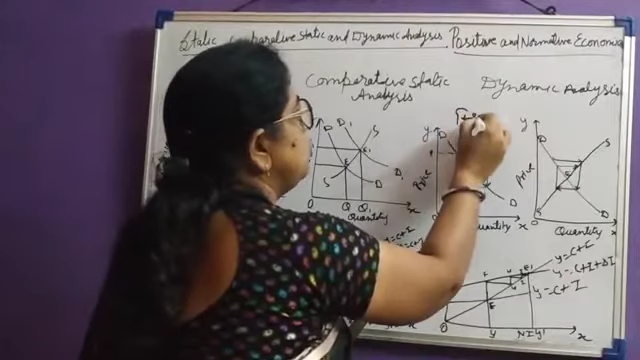 Static, Comparative Static and Dynamic Analysis. Positive and Normative Economics
Comparative Static
Analysis
Dynamic Analysis
D D1 S
E E1
S D D1
O Q Q1 x
Quantity
y
D
P
Price
D
x
y
D S
Price
E
S D
O x
Quantity
y=C+I+ΔI
y=C+I
E
O y y1 x